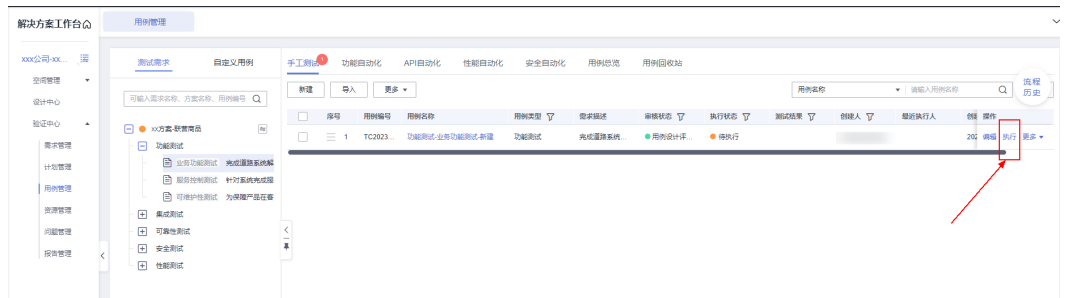 解决方案工作台
用例管理
xxx公司-xx...
空间管理
设计中心
验证中心
需求管理
计划管理
用例管理
资源管理
问题管理
报告管理
测试需求 自定义用例
可输入需求名称、方案名称、用例编号
xx方案-联营商品
功能测试
业务功能测试 完成道路系统解
服务控制测试 针对系统完成服
可维护性测试 为保障产品在客
集成测试
可靠性测试
安全测试
性能测试
手工测试 1 功能自动化 API自动化 性能自动化 安全自动化 用例总览 用例回收站
新建 导入 更多 用例名称 请输入用例名称
流程
历史
序号 用例编号 用例名称 用例类型 需求描述 审核状态 执行状态 测试结果 创建人 最近执行人 创建 操作
1 TC2023... 功能测试-业务功能测试-新建 功能测试 完成道路系统... 用例设计评... 待执行 202 编辑 执行 更多